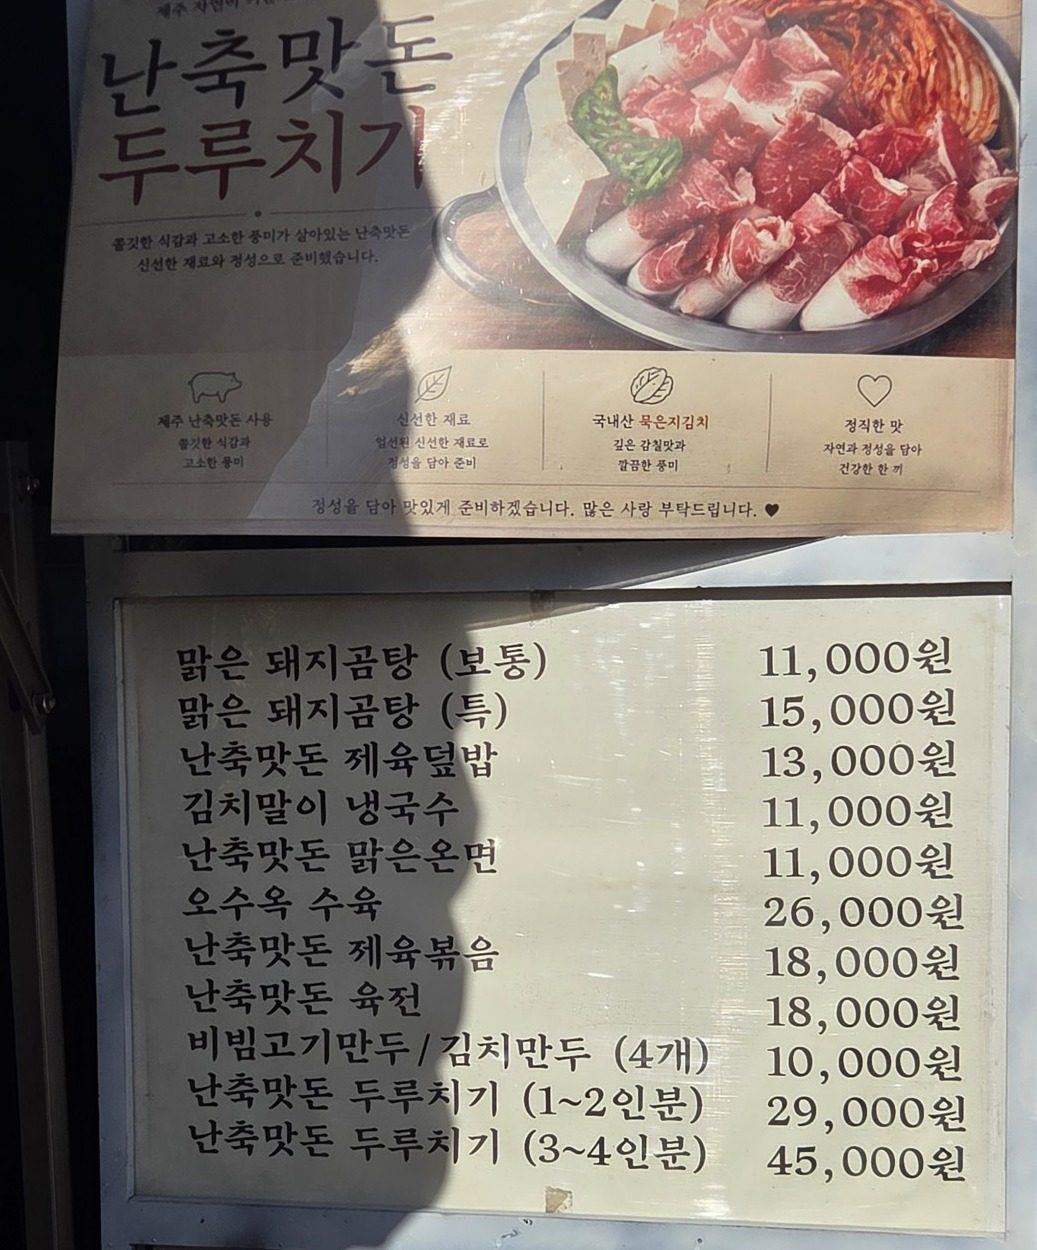 제주 자연이
난축맛돈
두루치기
쫄깃한 식감과 고소한 풍미가 살아있는 난축맛돈
신선한 재료와 정성으로 준비했습니다.
제주 난축맛돈 사용
쫄깃한 식감과
고소한 풍미
신선한 재료
엄선된 신선한 재료로
정성을 담아 준비
국내산 묵은지김치
깊은 감칠맛과
깔끔한 풍미
정직한 맛
자연과 정성을 담아
건강한 한 끼
정성을 담아 맛있게 준비하겠습니다. 많은 사랑 부탁드립니다. ♥
맑은 돼지곰탕 (보통) 11,000원
맑은 돼지곰탕 (특) 15,000원
난축맛돈 제육덮밥 13,000원
김치말이 냉국수 11,000원
난축맛돈 맑은온면 11,000원
오수옥 수육 26,000원
난축맛돈 제육볶음 18,000원
난축맛돈 육전 18,000원
비빔고기만두/김치만두 (4개) 10,000원
난축맛돈 두루치기 (1~2인분) 29,000원
난축맛돈 두루치기 (3~4인분) 45,000원